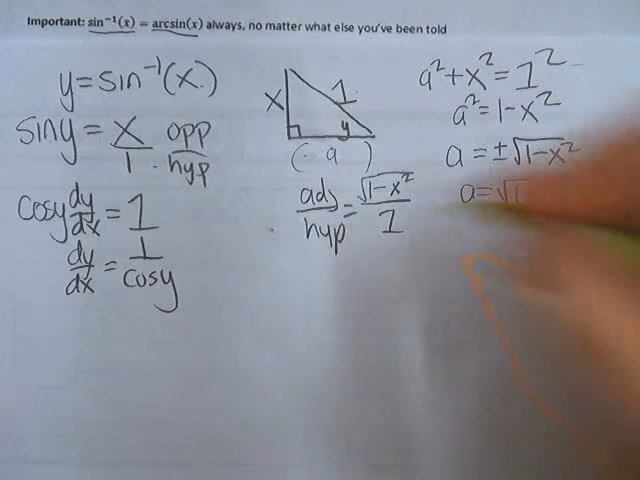 Important: sin⁻¹(x) = arcsin(x) always, no matter what else you've been told
y = sin⁻¹(x)
sin y = x/1 opp/hyp
cos y dy/dx = 1
dy/dx = 1/cos y
x 1
y
a
adj/hyp = √(1-x²)/1
a² + x² = 1²
a² = 1-x²
a = ±√(1-x²)
a = √1